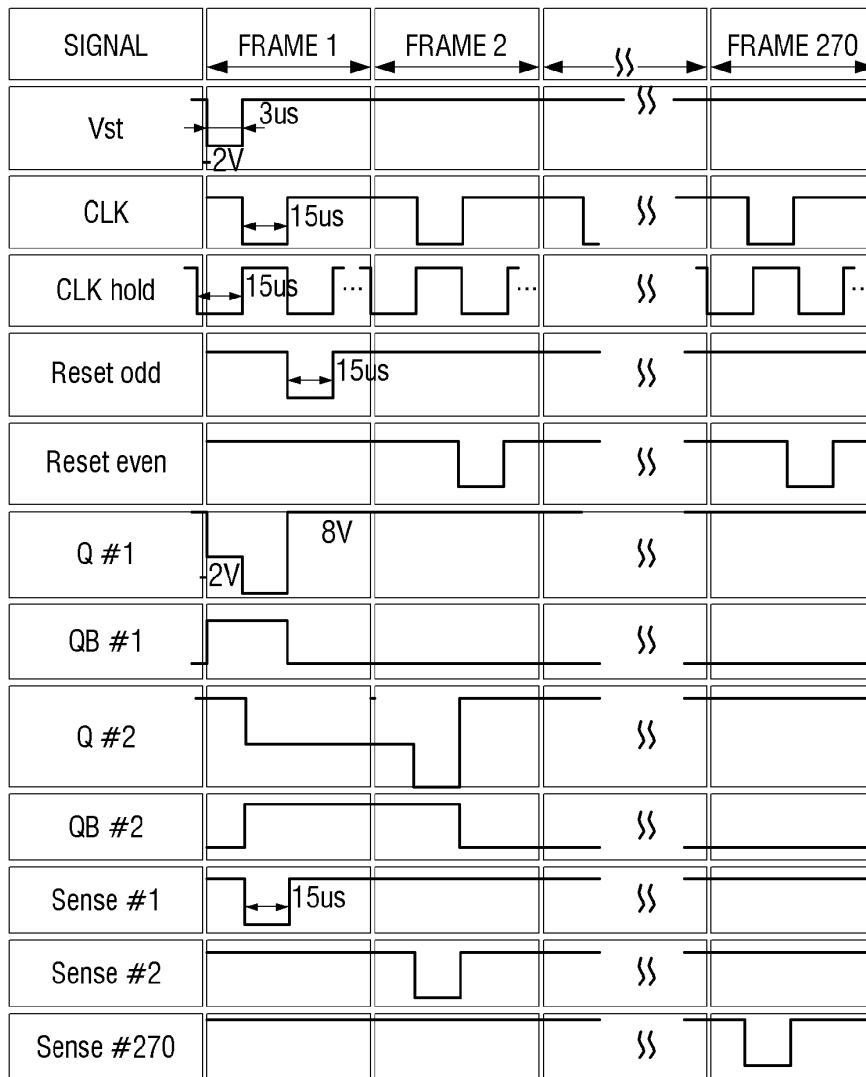 SIGNAL FRAME 1 FRAME 2 FRAME 270
Vst 3us
-2V
CLK 15us
CLK hold 15us ... ... ...
Reset odd 15us
Reset even
Q #1 8V
-2V
QB #1
Q #2
QB #2
Sense #1 15us
Sense #2
Sense #270